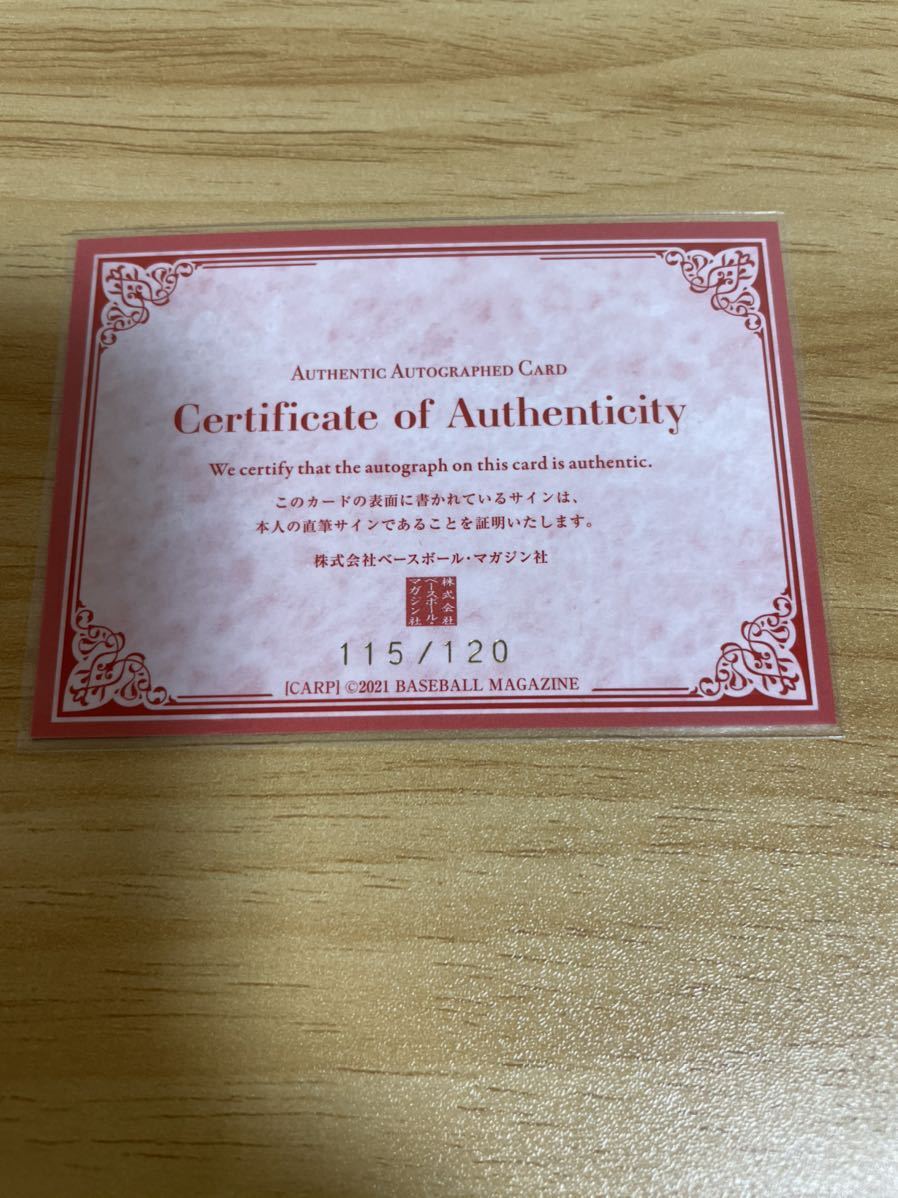 AUTHENTIC AUTOGRAPHED CARD
Certificate of Authenticity
We certify that the autograph on this card is authentic.
このカードの表面に書かれているサインは、
本人の直筆サインであることを証明いたします。
株式会社ベースボール・マガジン社
株式会社
ベースボール・
マガジン社
115/120
[CARP] ©2021 BASEBALL MAGAZINE